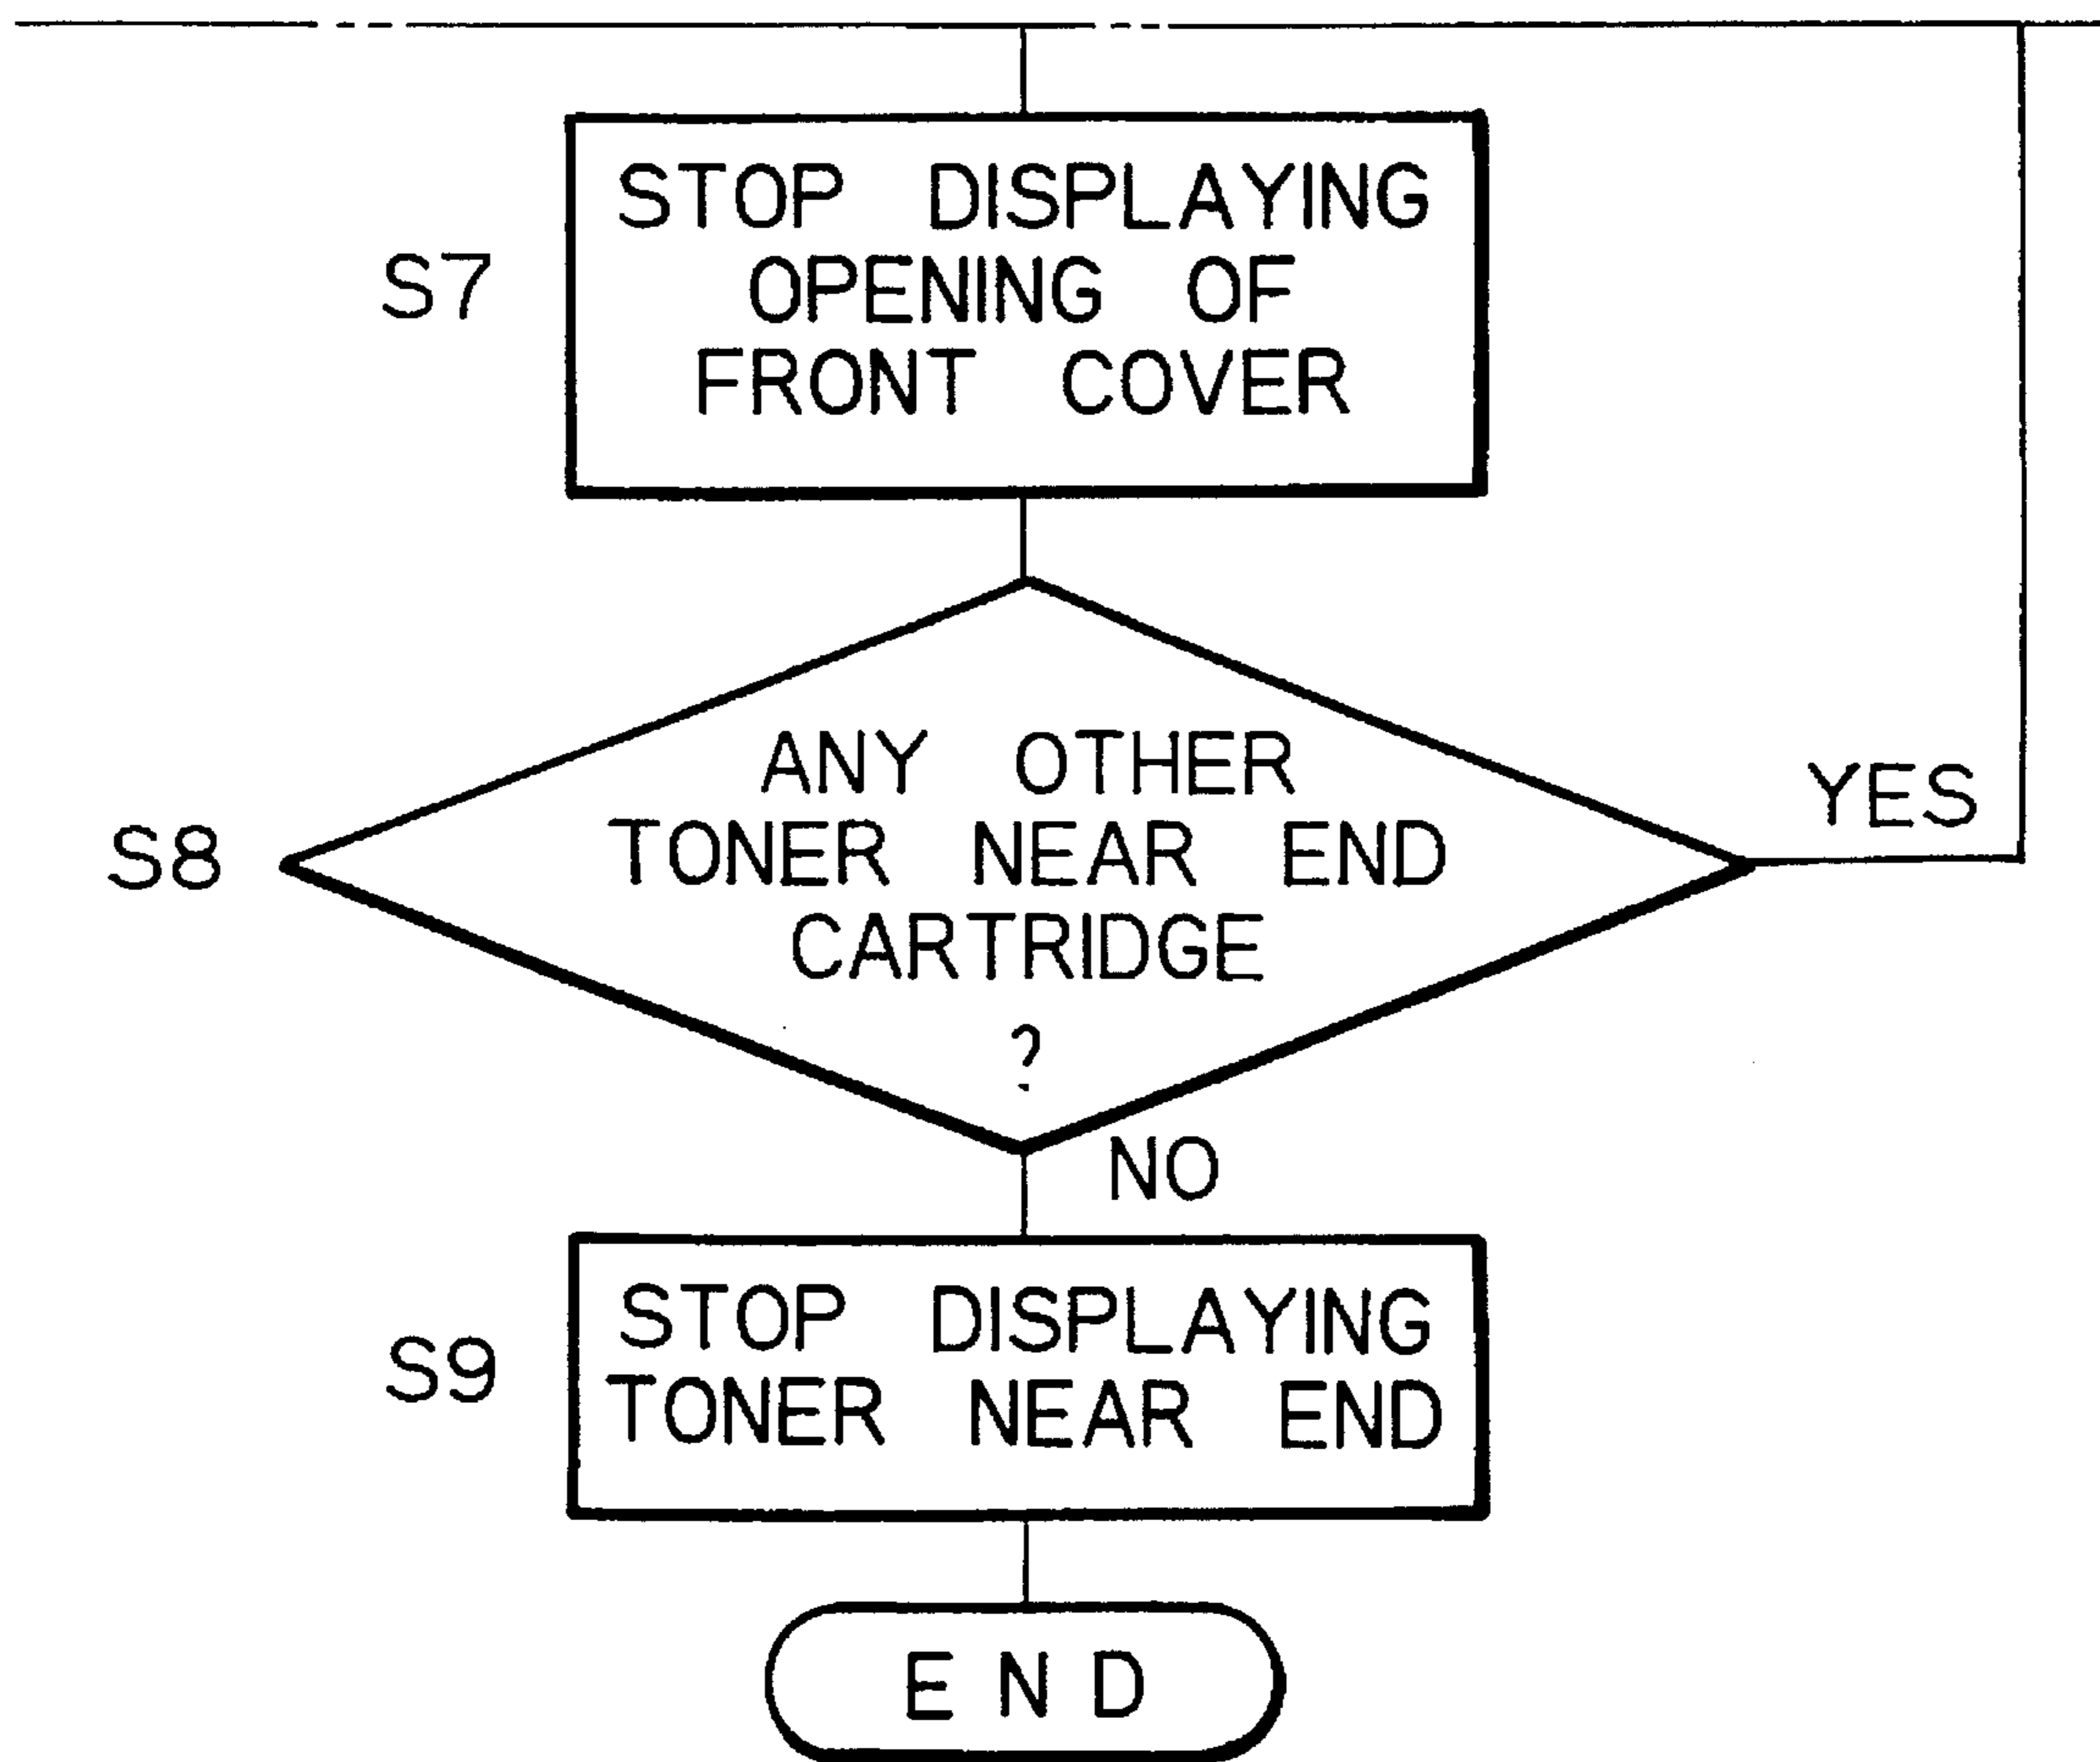 S7
STOP DISPLAYING
OPENING OF
FRONT COVER
S8
ANY OTHER
TONER NEAR END
CARTRIDGE
?
YES
NO
S9
STOP DISPLAYING
TONER NEAR END
END